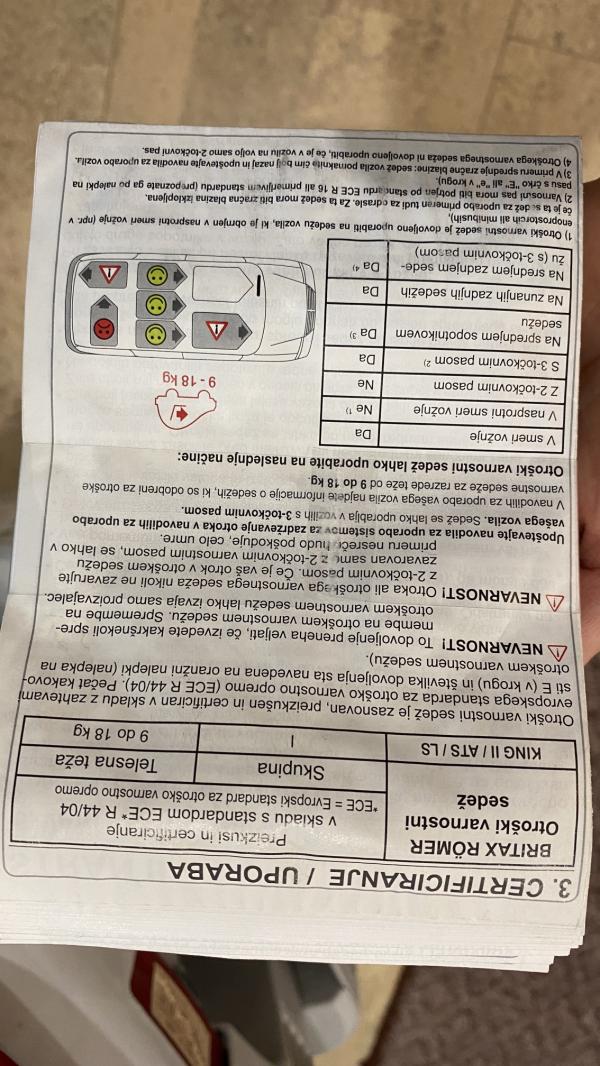 3. CERTIFICIRANJE / UPORABA
BRITAX RÖMER
Otroški varnostni
sedež
Preizkusi in certificiranje
v skladu s standardom ECE* R 44/04
*ECE = Evropski standard za otroško varnostno opremo
Skupina
Telesna teža
KING II / ATS / LS
I
9 do 18 kg
Otroški varnostni sedež je zasnovan, preizkušen in certificiran v skladu z zahtevami
evropskega standarda za otroško varnostno opremo (ECE R 44/04). Pečat kakovo-
sti E (v krogu) in številka dovoljenja sta navedena na oranžni nalepki (nalepka na
otroškem varnostnem sedežu).
NEVARNOST! To dovoljenje preneha veljati, če izvedete kakršnekoli spre-
membe na otroškem varnostnem sedežu. Spremembe na
otroškem varnostnem sedežu lahko izvaja samo proizvajalec.
NEVARNOST! Otroka ali otroškega varnostnega sedeža nikoli ne zavarujte
z 2-točkovnim pasom. Če je vaš otrok v otroškem sedežu
zavarovan samo z 2-točkovnim varnostnim pasom, se lahko v
primeru nesreče hudo poškoduje, celo umre.
Upoštevajte navodila za uporabo sistemov za zadrževanje otroka v navodilih za uporabo
vašega vozila. Sedež se lahko uporablja v vozilih s 3-točkovnim pasom.
V navodilih za uporabo vašega vozila najdete informacije o sedežih, ki so odobreni za otroške
varnostne sedeže za razrede teže od 9 do 18 kg.
Otroški varnostni sedež lahko uporabite na naslednje načine:
V smeri vožnje Da
V nasprotni smeri vožnje Ne 1)
Z 2-točkovnim pasom Ne
S 3-točkovnim pasom 2) Da
Na sprednjem sopotnikovem
sedežu Da 3)
Na zunanjih zadnjih sedežih Da
Na srednjem zadnjem sede-
žu (s 3-točkovnim pasom) Da 4)
9 - 18 kg
1) Otroški varnostni sedež je dovoljeno uporabiti na sedežu vozila, ki je obrnjen v nasprotni smeri vožnje (npr. v
enoprostorcih ali minibusih),
če je ta sedež za uporabo primeren tudi za odrasle. Za ta sedež mora biti zračna blazina izklopljena.
2) Varnostni pas mora biti potrjen po standardu ECE R 16 ali primerljivem standardu (prepoznate ga po nalepki na
pasu s črko "E" ali "e" v krogu).
3) V primeru sprednje zračne blazine: sedež vozila pomaknite čim bolj nazaj in upoštevajte navodila za uporabo vozila.
4) Otroškega varnostnega sedeža ni dovoljeno uporabiti, če je v vozilu na voljo samo 2-točkovni pas.